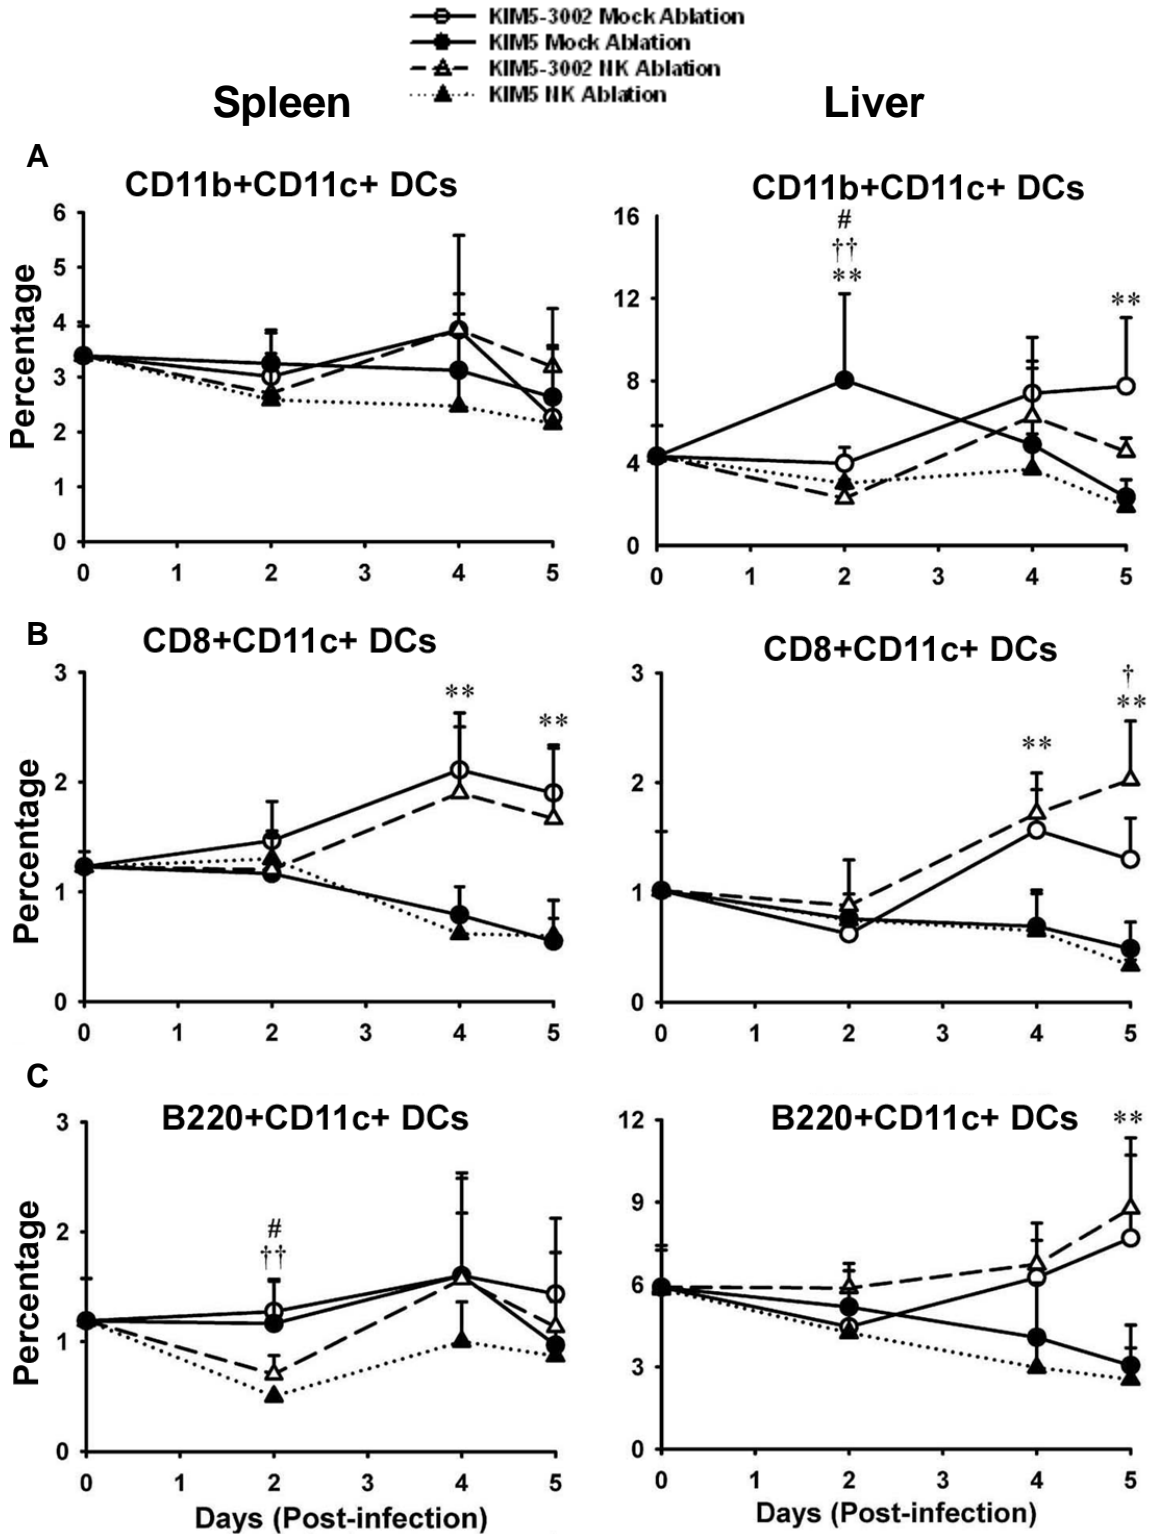 KIM5-3002 Mock Ablation
KIM5 Mock Ablation
KIM5-3002 NK Ablation
KIM5 NK Ablation
Spleen
Liver
A
CD11b+CD11c+ DCs
Percentage
6
5
4
3
2
1
0
0 1 2 3 4 5
CD11b+CD11c+ DCs
16
12
8
4
0
#
††
**
**
0 1 2 3 4 5
B
CD8+CD11c+ DCs
Percentage
3
2
1
0
**
**
0 1 2 3 4 5
CD8+CD11c+ DCs
3
2
1
0
**
†
**
0 1 2 3 4 5
C
B220+CD11c+ DCs
Percentage
3
2
1
0
#
††
0 1 2 3 4 5
Days (Post-infection)
B220+CD11c+ DCs
12
9
6
3
0
**
0 1 2 3 4 5
Days (Post-infection)